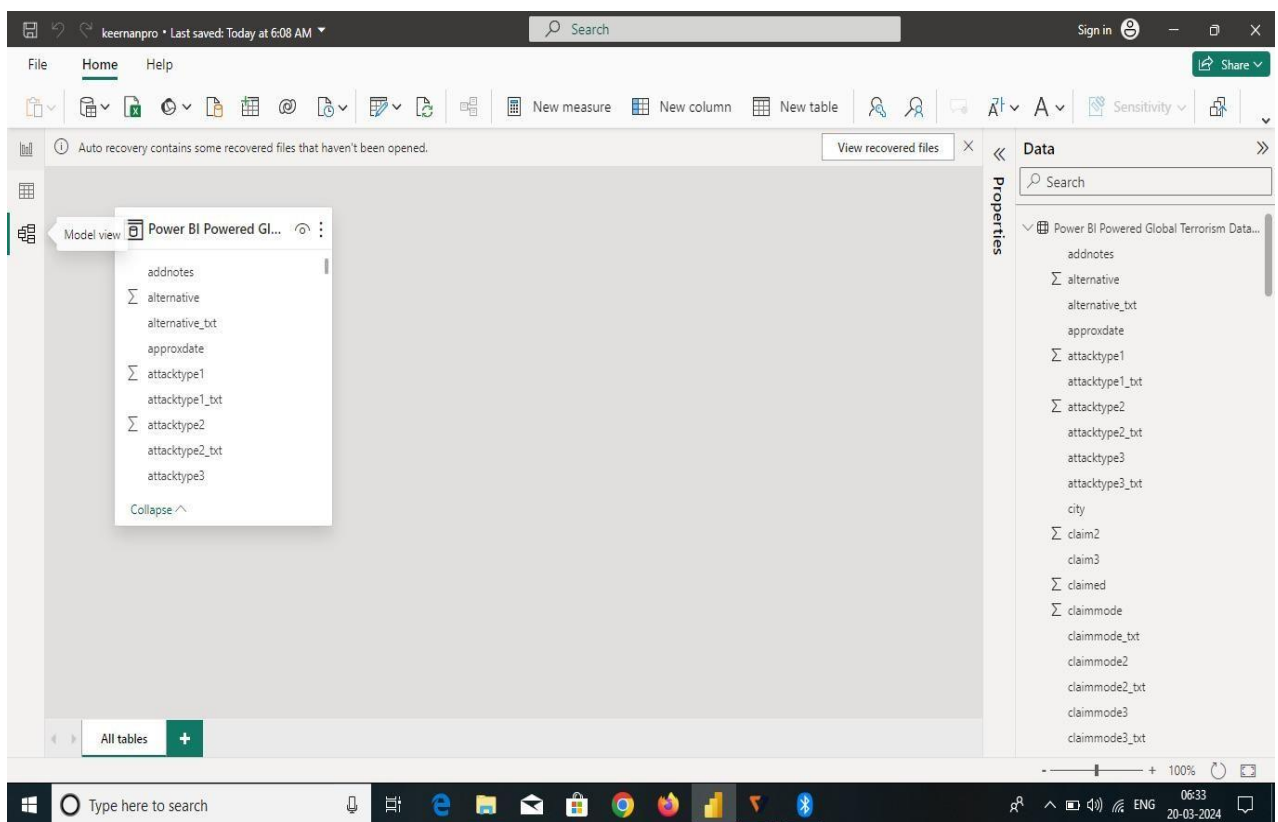 keernanpro • Last saved: Today at 6:08 AM
Search
Sign in
File Home Help
Share
New measure New column New table
Sensitivity
Auto recovery contains some recovered files that haven't been opened.
View recovered files
Model view
Power BI Powered Gl...
addnotes
alternative
alternative_txt
approxdate
attacktype1
attacktype1_txt
attacktype2
attacktype2_txt
attacktype3
Collapse
Properties
Data
Search
Power BI Powered Global Terrorism Data...
addnotes
alternative
alternative_txt
approxdate
attacktype1
attacktype1_txt
attacktype2
attacktype2_txt
attacktype3
attacktype3_txt
city
claim2
claim3
claimed
claimmode
claimmode_txt
claimmode2
claimmode2_txt
claimmode3
claimmode3_txt
All tables +
- + 100%
Type here to search
ENG
06:33
20-03-2024